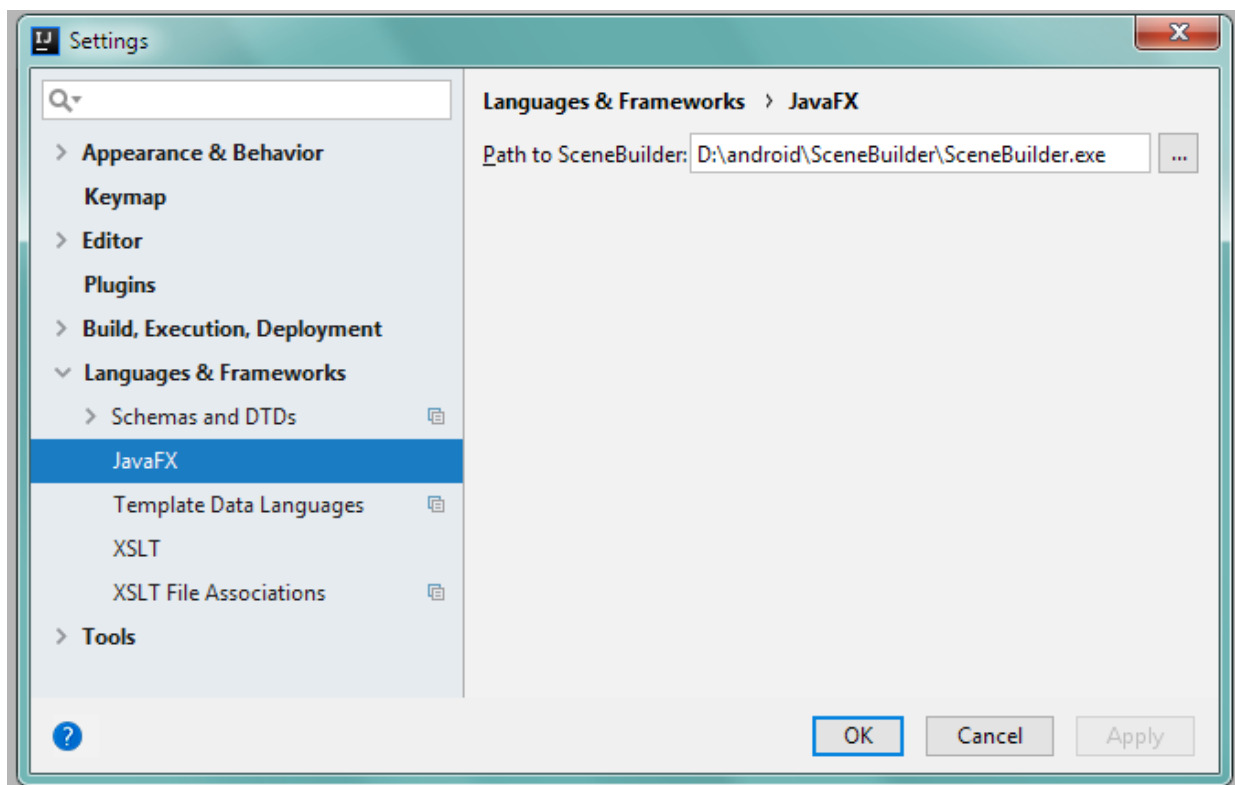 IJ Settings
Appearance & Behavior
Keymap
Editor
Plugins
Build, Execution, Deployment
Languages & Frameworks
Schemas and DTDs
JavaFX
Template Data Languages
XSLT
XSLT File Associations
Tools
Languages & Frameworks > JavaFX
Path to SceneBuilder: D:\android\SceneBuilder\SceneBuilder.exe ...
? OK Cancel Apply